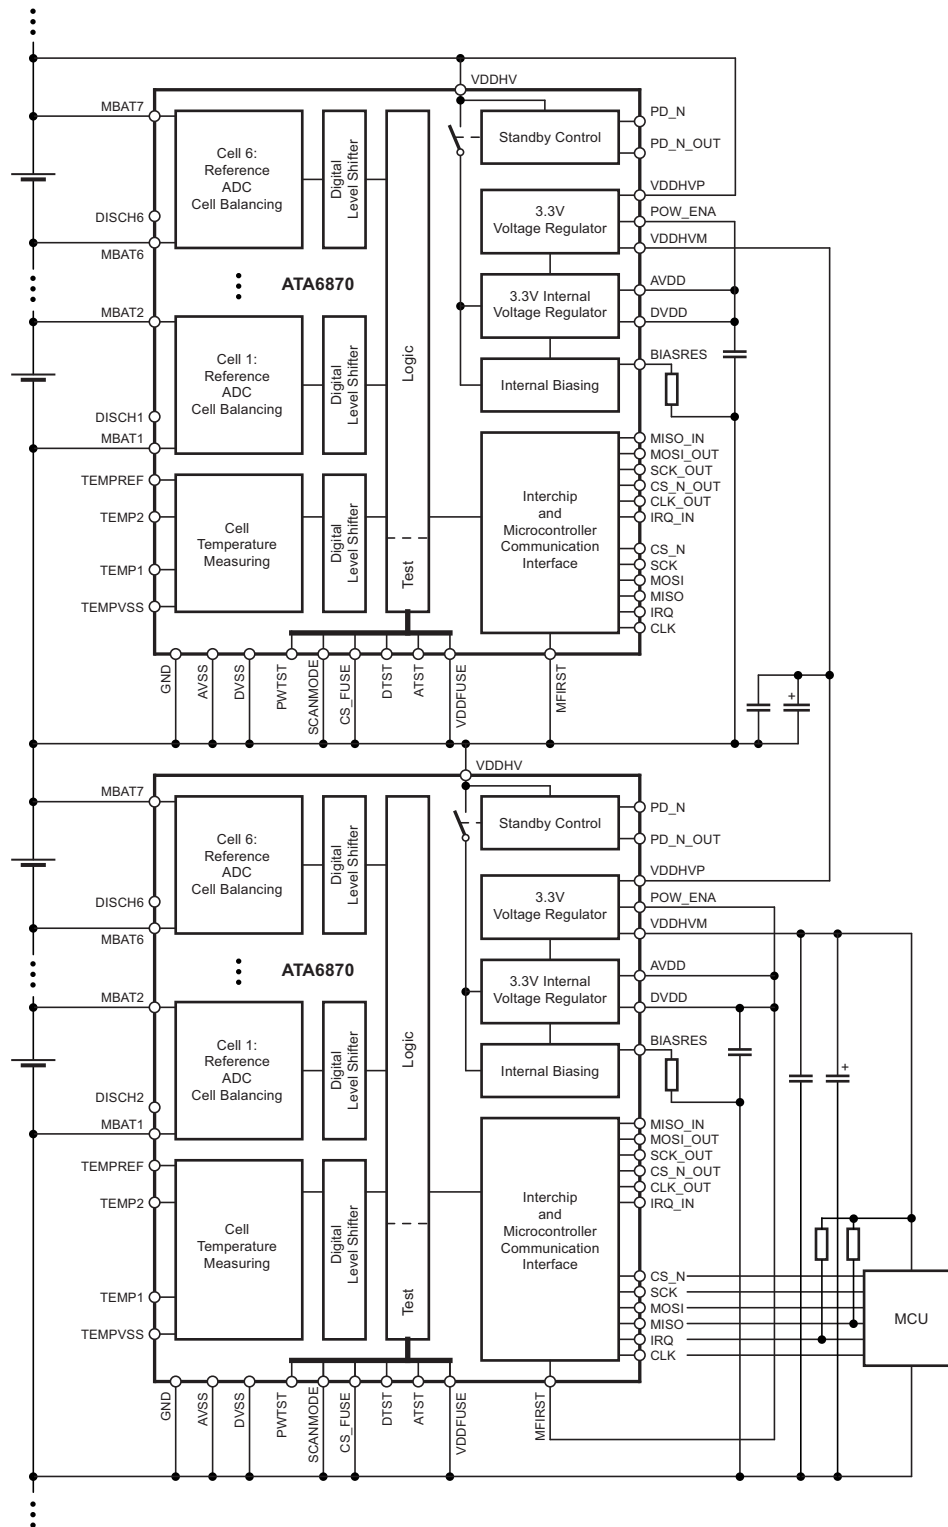 VDDHV
MBAT7
Cell 6:
Reference
ADC
Cell Balancing
Digital
Level Shifter
Standby Control
PD_N
PD_N_OUT
VDDHVP
3.3V
Voltage Regulator
POW_ENA
VDDHVM
DISCH6
MBAT6
ATA6870
MBAT2
3.3V Internal
Voltage Regulator
AVDD
DVDD
Cell 1:
Reference
ADC
Cell Balancing
Digital
Level Shifter
Logic
Internal Biasing
BIASRES
DISCH1
MBAT1
TEMPREF
TEMP2
TEMP1
TEMPVSS
Cell
Temperature
Measuring
Digital
Level Shifter
Test
Interchip
and
Microcontroller
Communication
Interface
MISO_IN
MOSI_OUT
SCK_OUT
CS_N_OUT
CLK_OUT
IRQ_IN
CS_N
SCK
MOSI
MISO
IRQ
CLK
GND
AVSS
DVSS
PWTST
SCANMODE
CS_FUSE
DTST
ATST
VDDFUSE
MFIRST
+
VDDHV
MBAT7
Cell 6:
Reference
ADC
Cell Balancing
Digital
Level Shifter
Standby Control
PD_N
PD_N_OUT
VDDHVP
3.3V
Voltage Regulator
POW_ENA
VDDHVM
DISCH6
MBAT6
ATA6870
MBAT2
3.3V Internal
Voltage Regulator
AVDD
DVDD
Cell 1:
Reference
ADC
Cell Balancing
Digital
Level Shifter
Logic
Internal Biasing
BIASRES
+
DISCH2
MBAT1
TEMPREF
TEMP2
TEMP1
TEMPVSS
Cell
Temperature
Measuring
Digital
Level Shifter
Test
Interchip
and
Microcontroller
Communication
Interface
MISO_IN
MOSI_OUT
SCK_OUT
CS_N_OUT
CLK_OUT
IRQ_IN
CS_N
SCK
MOSI
MISO
IRQ
CLK
MCU
GND
AVSS
DVSS
PWTST
SCANMODE
CS_FUSE
DTST
ATST
VDDFUSE
MFIRST